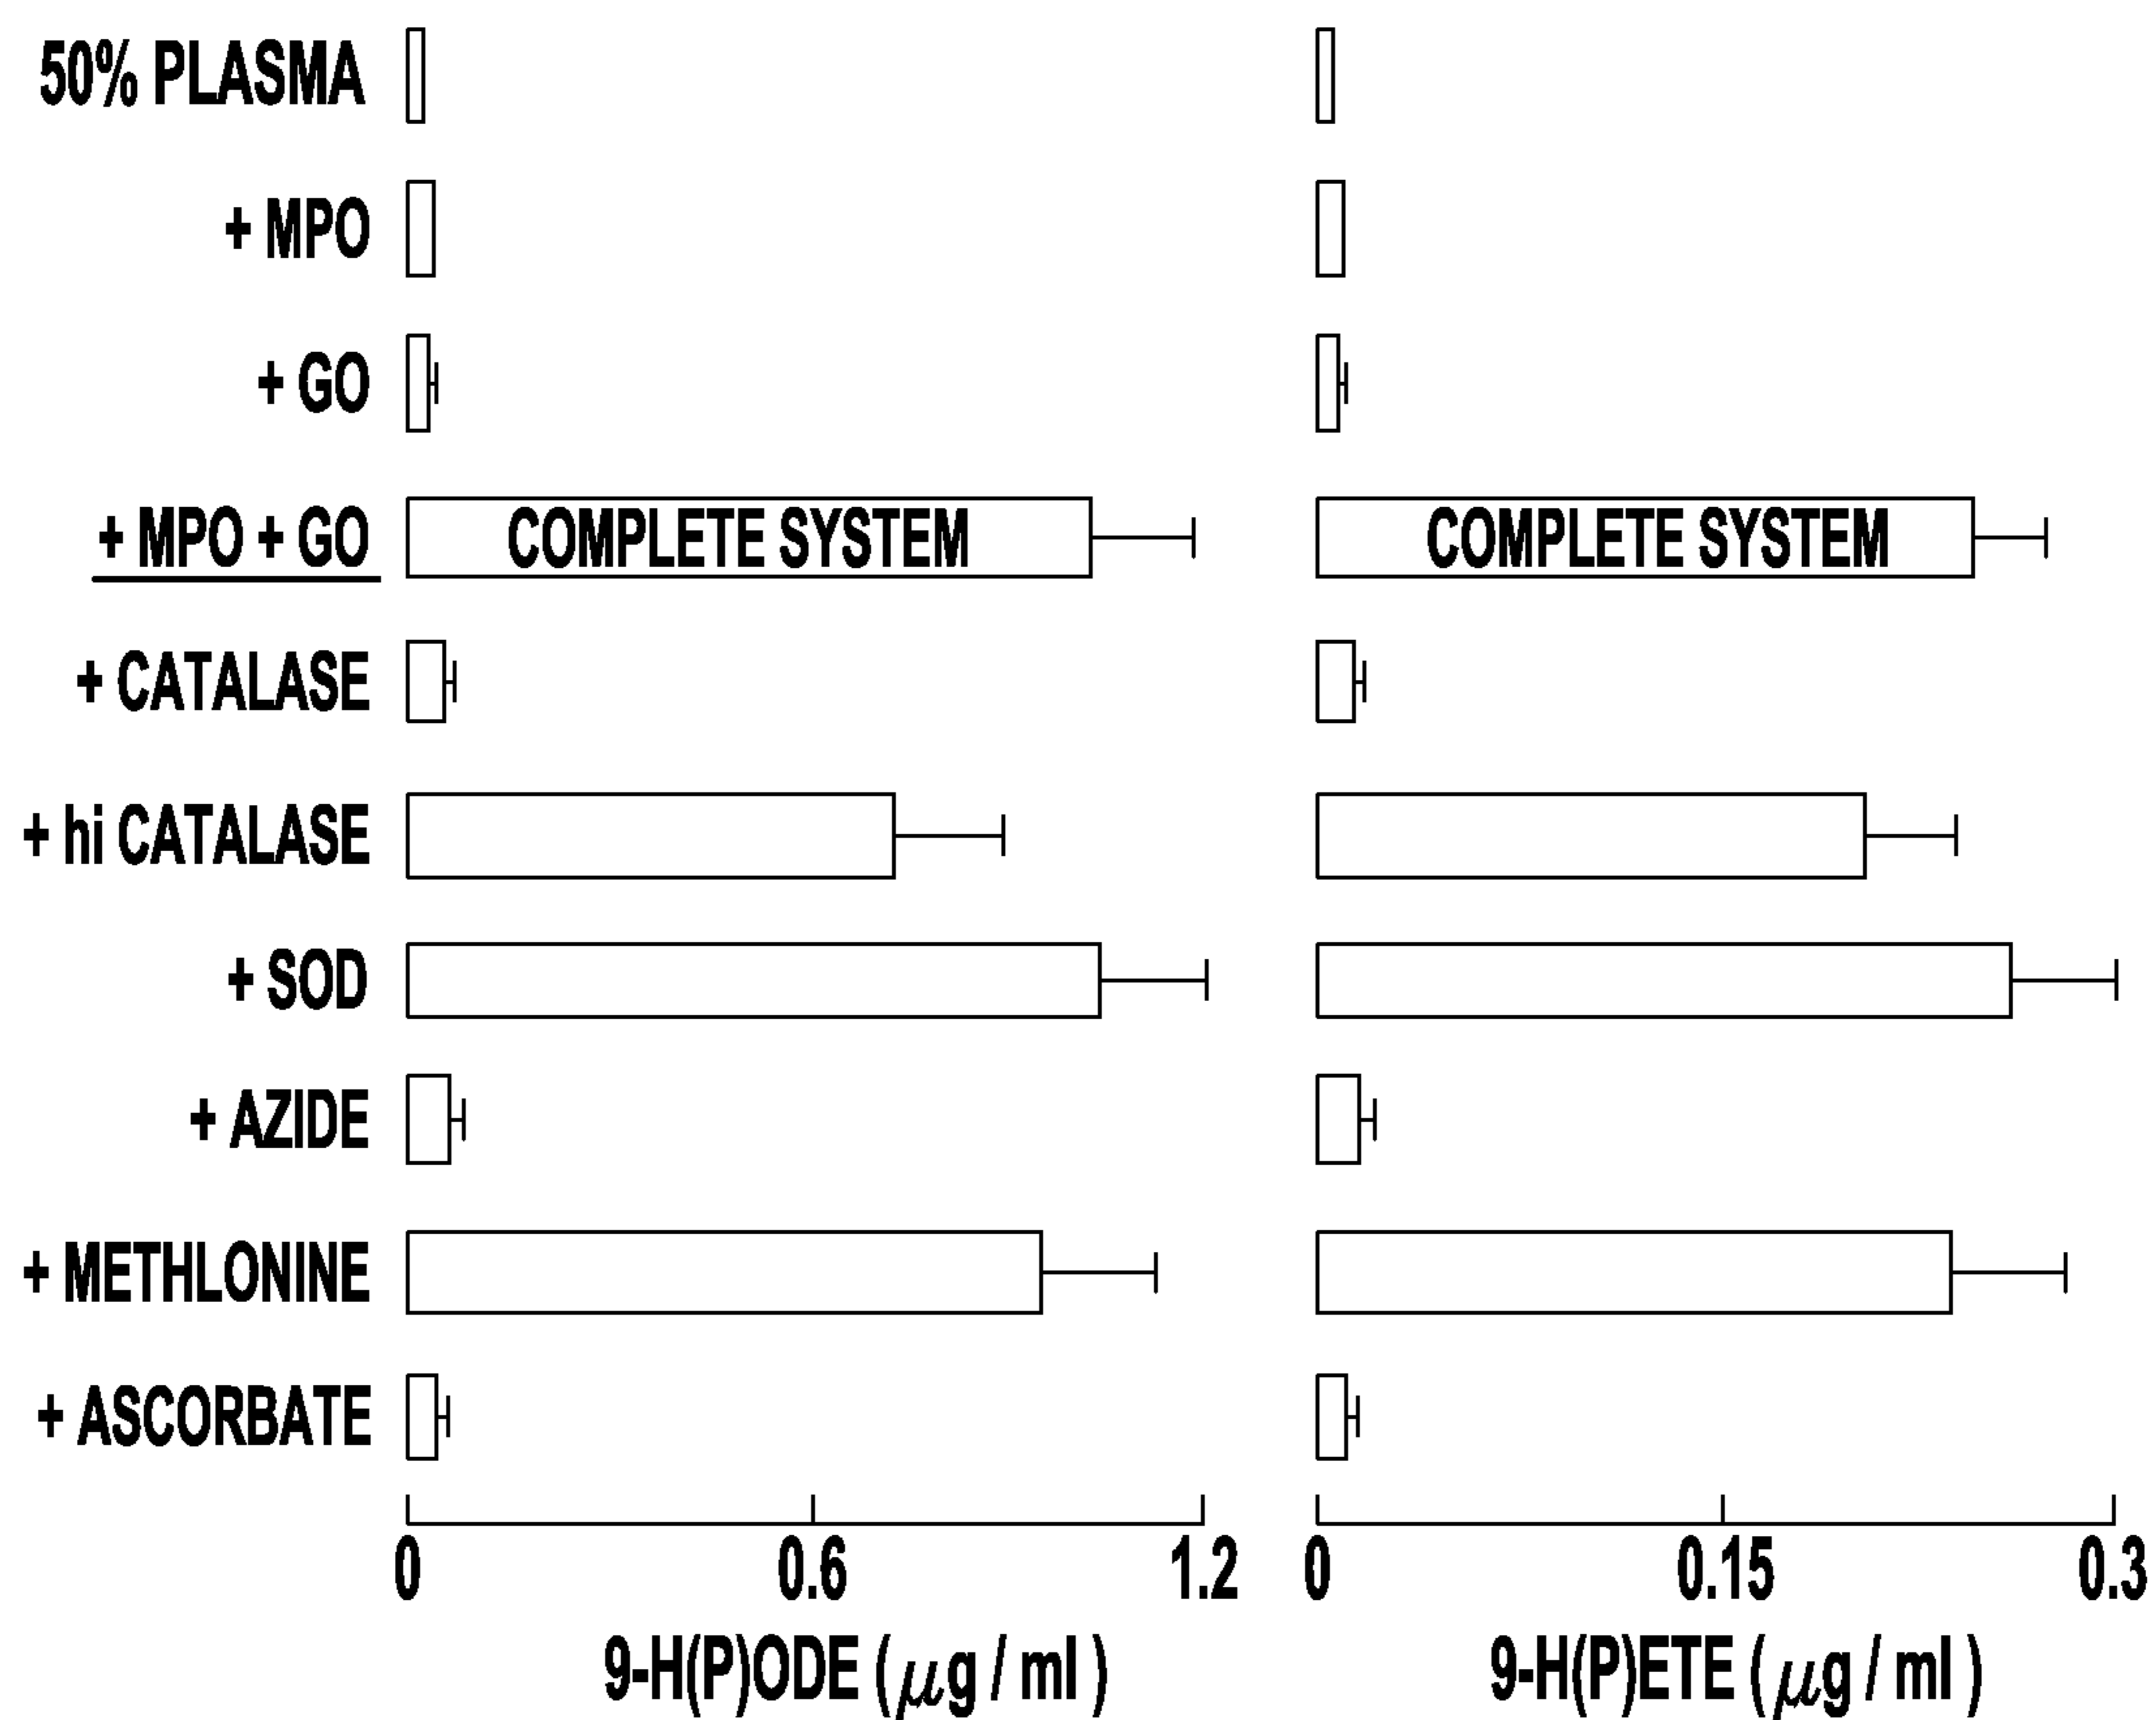 50% PLASMA
+ MPO
+ GO
+ MPO + GO
COMPLETE SYSTEM
COMPLETE SYSTEM
+ CATALASE
+ hi CATALASE
+ SOD
+ AZIDE
+ METHLONINE
+ ASCORBATE
0 0.6 1.2
0 0.15 0.3
9-H(P)ODE (μg / ml )
9-H(P)ETE (μg / ml )